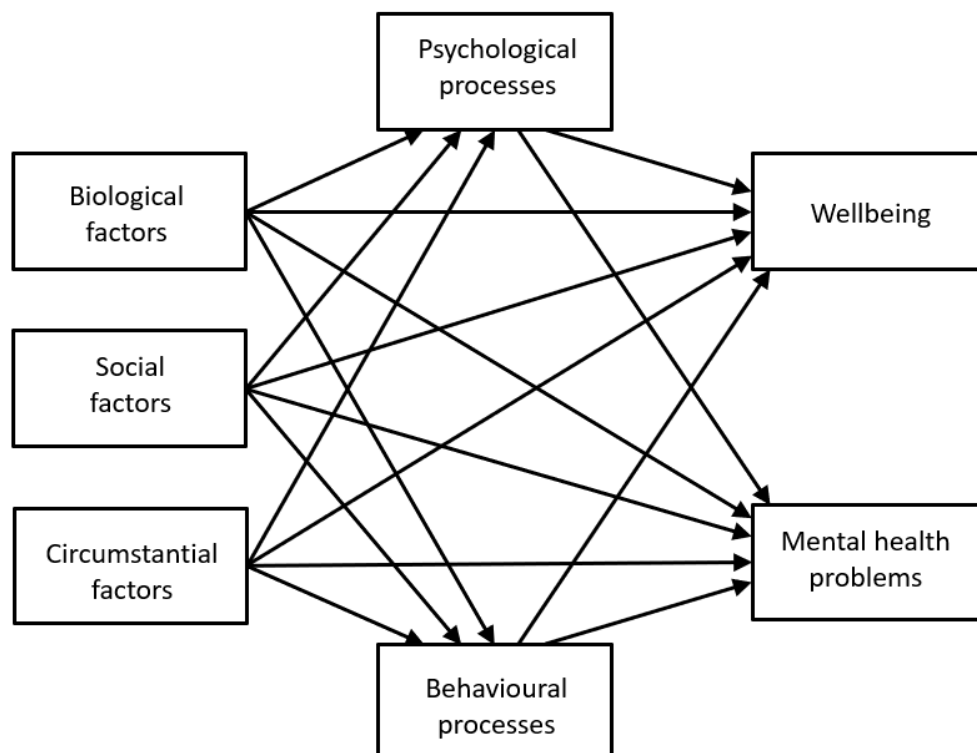 Psychological
processes
Biological
factors
Wellbeing
Social
factors
Circumstantial
factors
Mental health
problems
Behavioural
processes